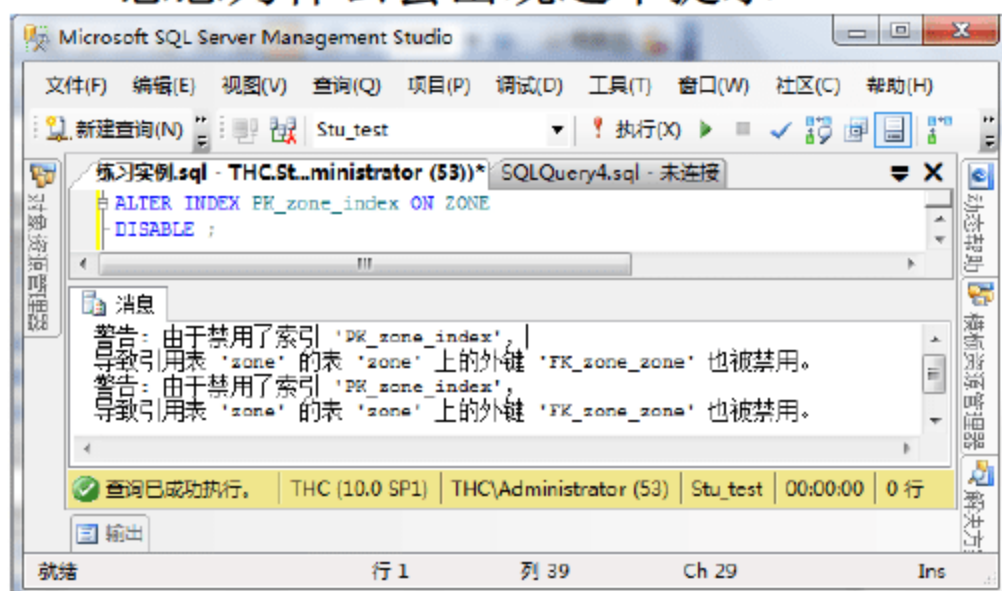 Microsoft SQL Server Management Studio
文件(F) 编辑(E) 视图(V) 查询(Q) 项目(P) 调试(D) 工具(T) 窗口(W) 社区(C) 帮助(H)
新建查询(N) Stu_test 执行(X)
练习实例.sql - THC.St...ministrator (53))* SQLQuery4.sql - 未连接
ALTER INDEX PK_zone_index ON ZONE
DISABLE ;
消息
警告: 由于禁用了索引 'PK_zone_index',
导致引用表 'zone' 的表 'zone' 上的外键 'FK_zone_zone' 也被禁用。
警告: 由于禁用了索引 'PK_zone_index',
导致引用表 'zone' 的表 'zone' 上的外键 'FK_zone_zone' 也被禁用。
查询已成功执行。 THC (10.0 SP1) THC\Administrator (53) Stu_test 00:00:00 0 行
输出
就绪 行 1 列 39 Ch 29 Ins
对象资源管理器
动态帮助
模板资源管理器
解决方